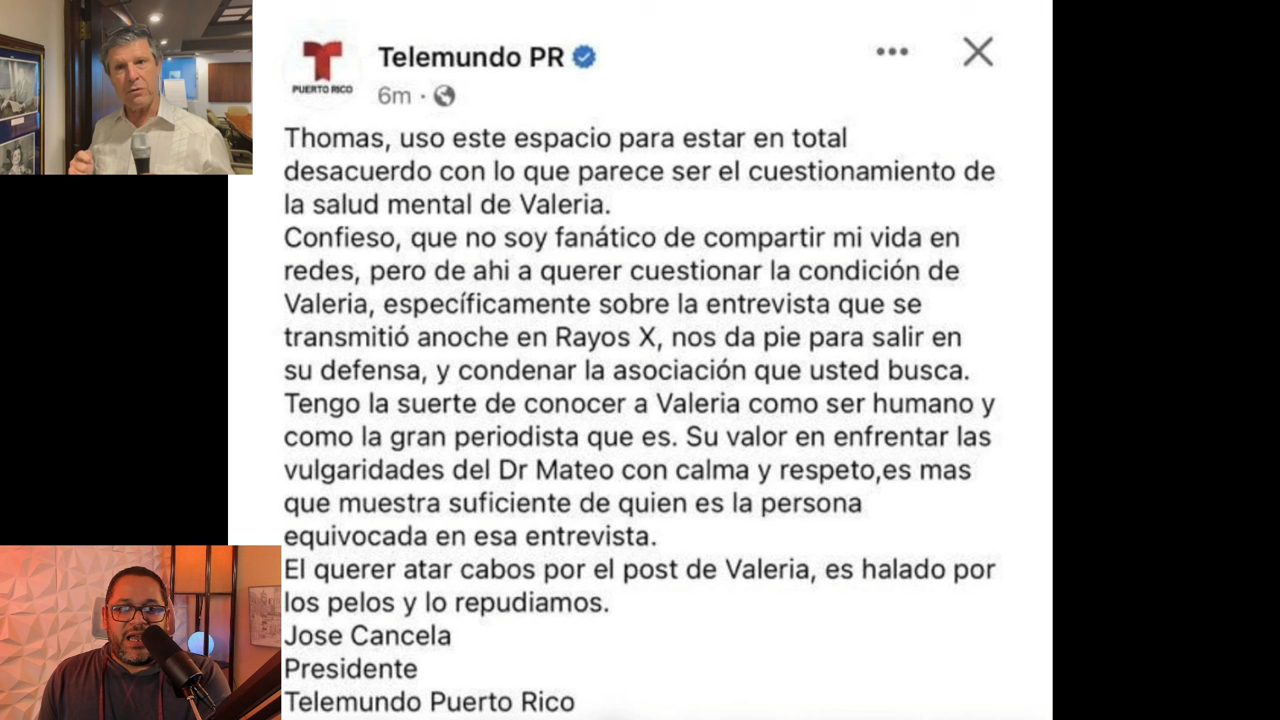 Telemundo PR
PUERTO RICO
6m ·
Thomas, uso este espacio para estar en total
desacuerdo con lo que parece ser el cuestionamiento de
la salud mental de Valeria.
Confieso, que no soy fanático de compartir mi vida en
redes, pero de ahi a querer cuestionar la condición de
Valeria, específicamente sobre la entrevista que se
transmitió anoche en Rayos X, nos da pie para salir en
su defensa, y condenar la asociación que usted busca.
Tengo la suerte de conocer a Valeria como ser humano y
como la gran periodista que es. Su valor en enfrentar las
vulgaridades del Dr Mateo con calma y respeto,es mas
que muestra suficiente de quien es la persona
equivocada en esa entrevista.
El querer atar cabos por el post de Valeria, es halado por
los pelos y lo repudiamos.
Jose Cancela
Presidente
Telemundo Puerto Rico